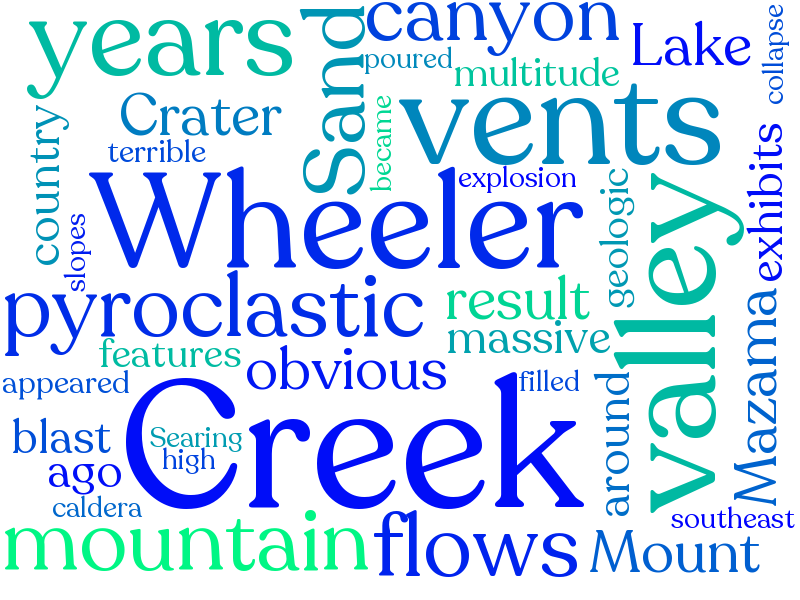 years
Sand
canyon
Lake
collapse
poured
multitude
country
Crater
became
vents
terrible
Wheeler
explosion
geologic
valley
exhibits
slopes
pyroclastic
result
massive
features
obvious
appeared
Creek
filled
around
Mazama
blast
Searing
high
ago
caldera
southeast
mountain
flows
Mount